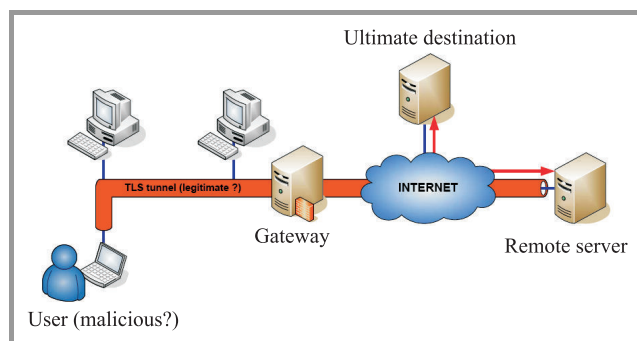 Ultimate destination
TLS tunnel (legitimate ?)
INTERNET
Gateway
Remote server
User (malicious?)